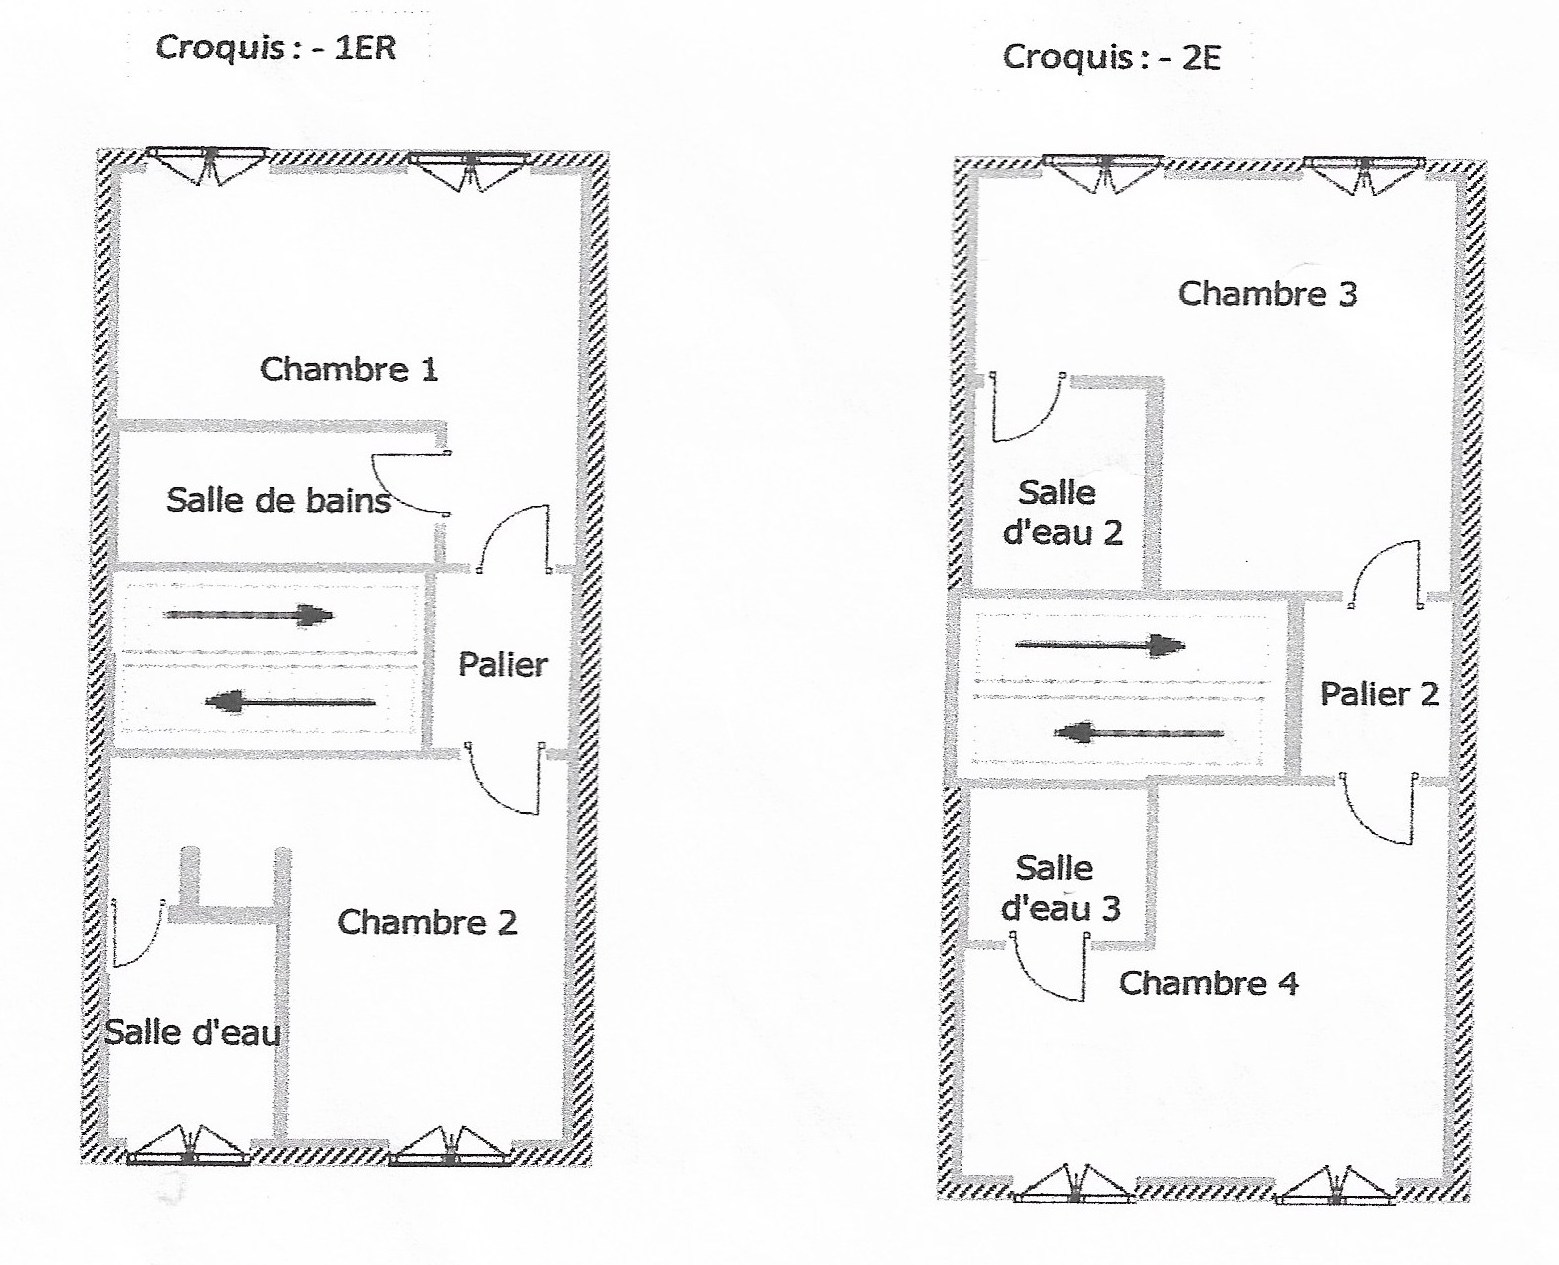 Croquis : - 1ER
Chambre 1
Salle de bains
Palier
Chambre 2
Salle d'eau
Croquis : - 2E
Chambre 3
Salle
d'eau 2
Palier 2
Salle
d'eau 3
Chambre 4